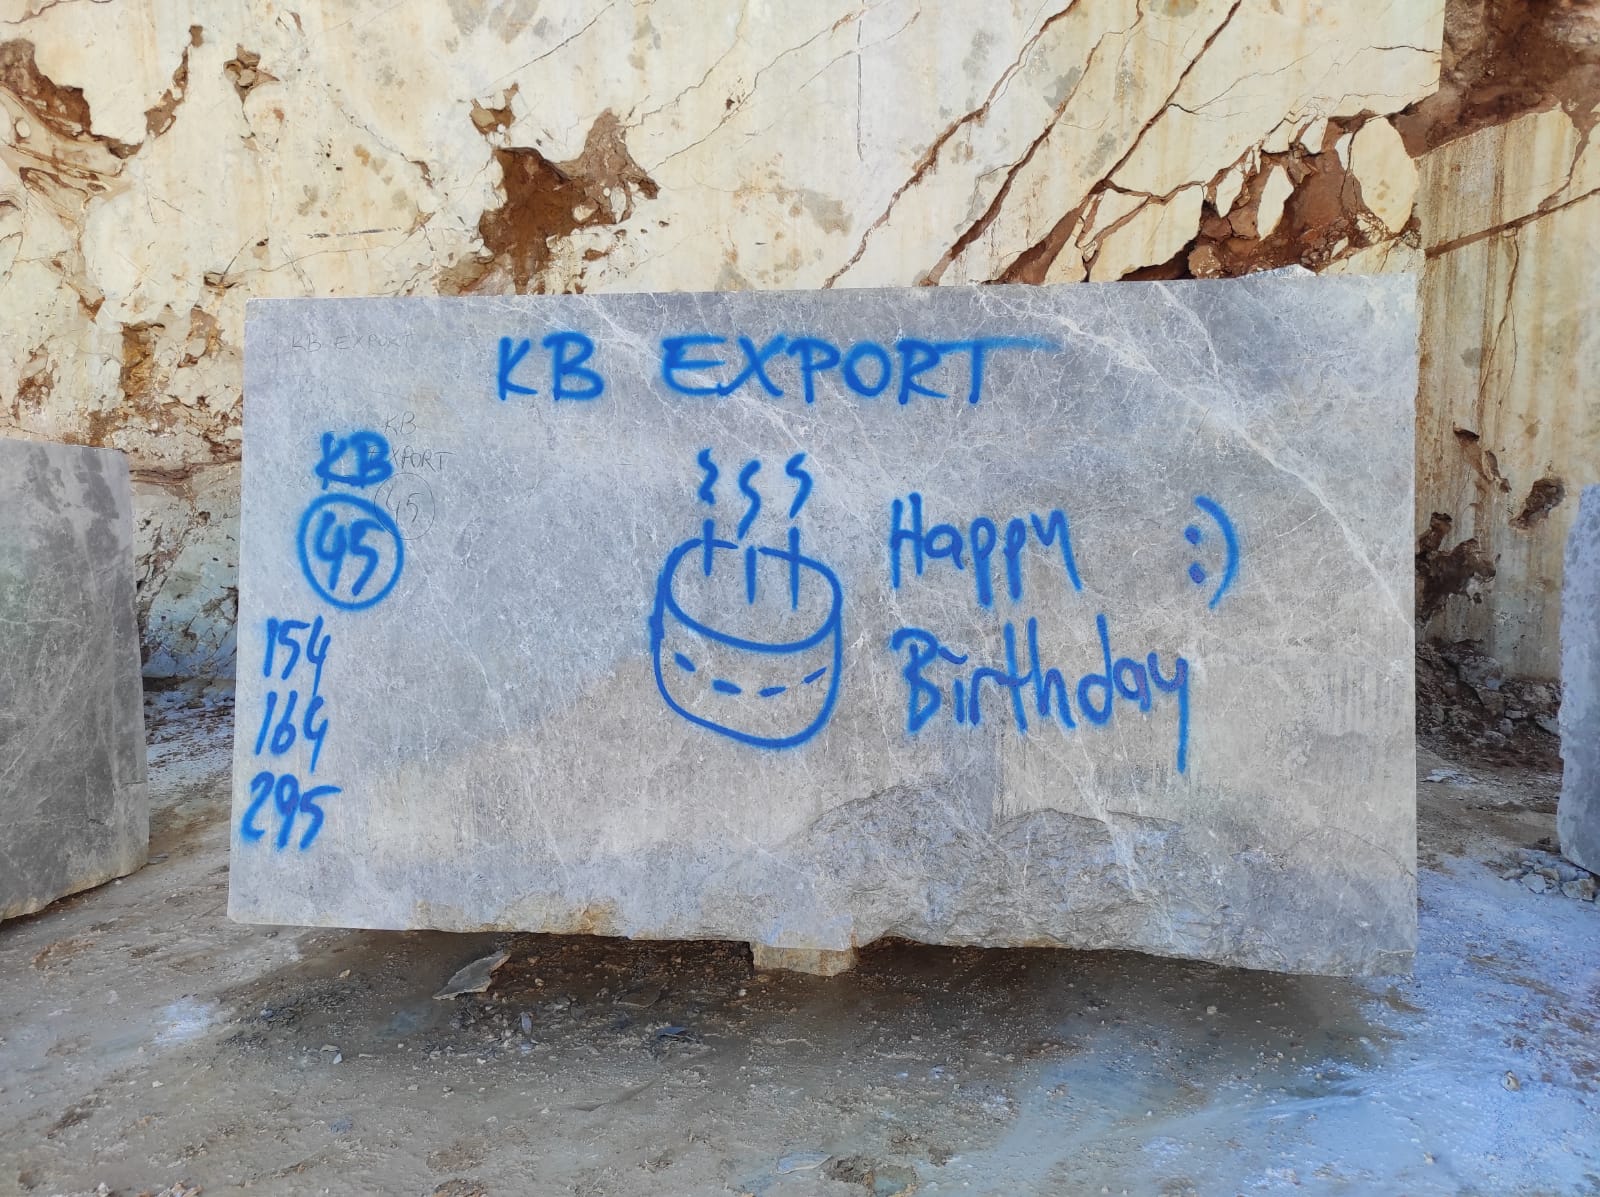 KB EXPORT
KB EXPORT
KB
EXPORT
45
KB
45
154
164
295
Happy :)
Birthday